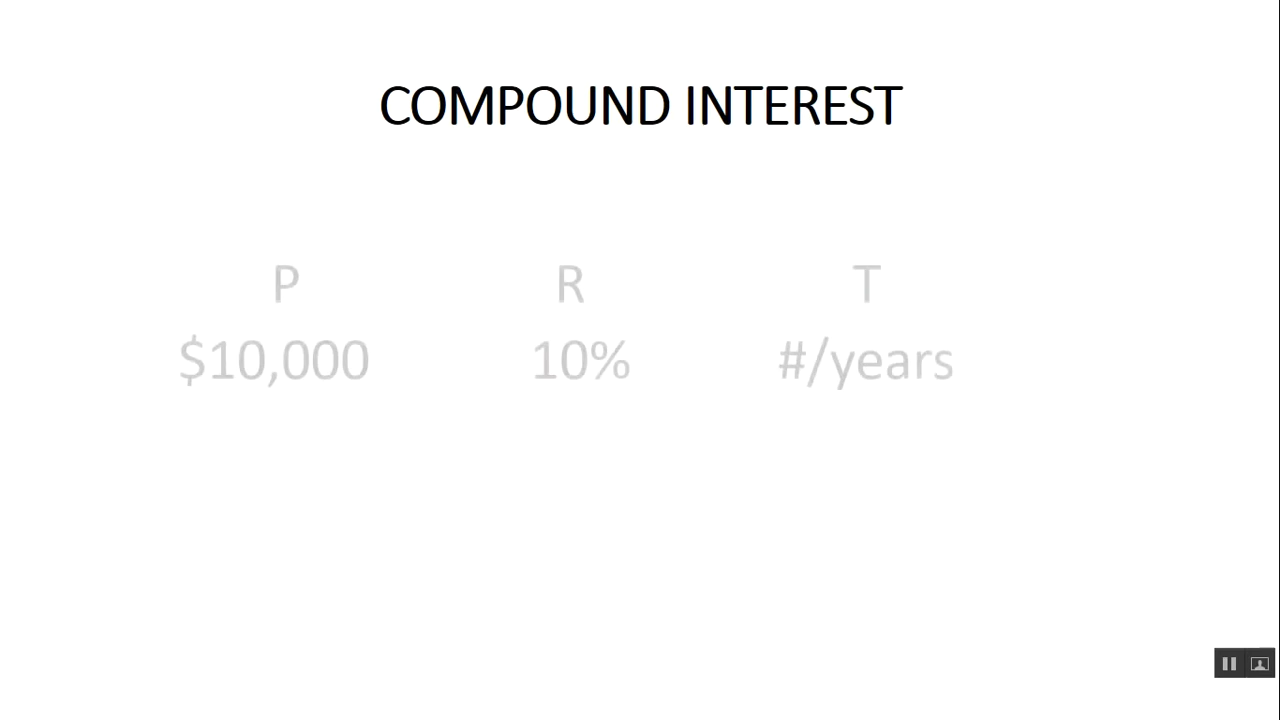 COMPOUND INTEREST
P R T
$10,000 10% #/years